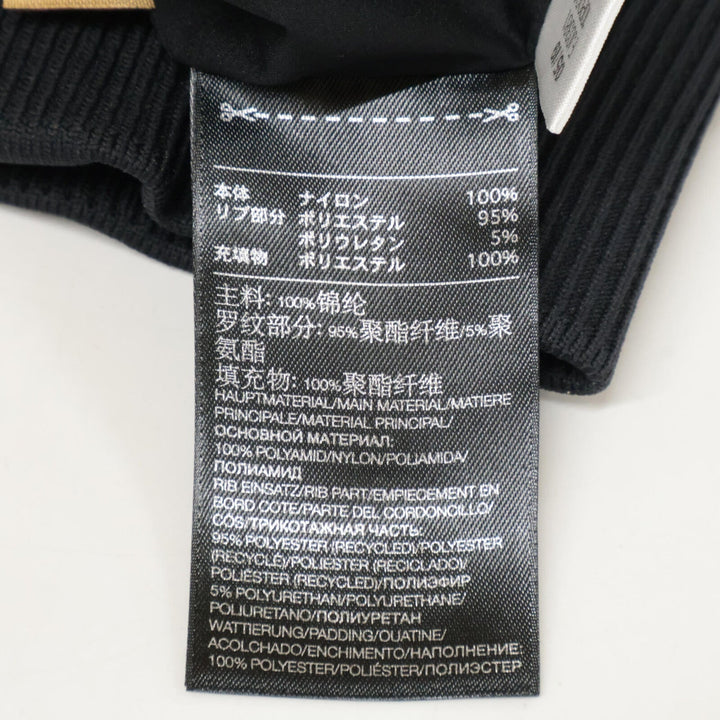 本体 ナイロン 100%
リブ部分 ポリエステル 95%
ポリウレタン 5%
充填物 ポリエステル 100%
主料: 100%锦纶
罗纹部分: 95%聚酯纤维/5%聚
氨酯
填充物: 100%聚酯纤维
HAUPTMATERIAL/MAIN MATERIAL/MATIERE
PRINCIPALE/MATERIAL PRINCIPAL/
ОСНОВНОЙ МАТЕРИАЛ:
100% POLYAMID/NYLON/POLIAMIDA/
ПОЛИАМИД
RIB EINSATZ/RIB PART/EMPIECEMENT EN
BORD COTE/PARTE DEL CORDONCILLO/
COS/ТРИКОТАЖНАЯ ЧАСТЬ:
95% POLYESTER (RECYCLED)/POLYESTER
(RECYCLÉ)/POLIESTER (RECICLADO)/
POLIÉSTER (RECYCLED)/ПОЛИЭФИР
5% POLYURETHAN/POLYURETHANE/
POLIURETANO/ПОЛИУРЕТАН
WATTIERUNG/PADDING/OUATINE/
ACOLCHADO/ENCHIMENTO/НАПОЛНЕНИЕ:
100% POLYESTER/POLIÉSTER/ПОЛИЭСТЕР